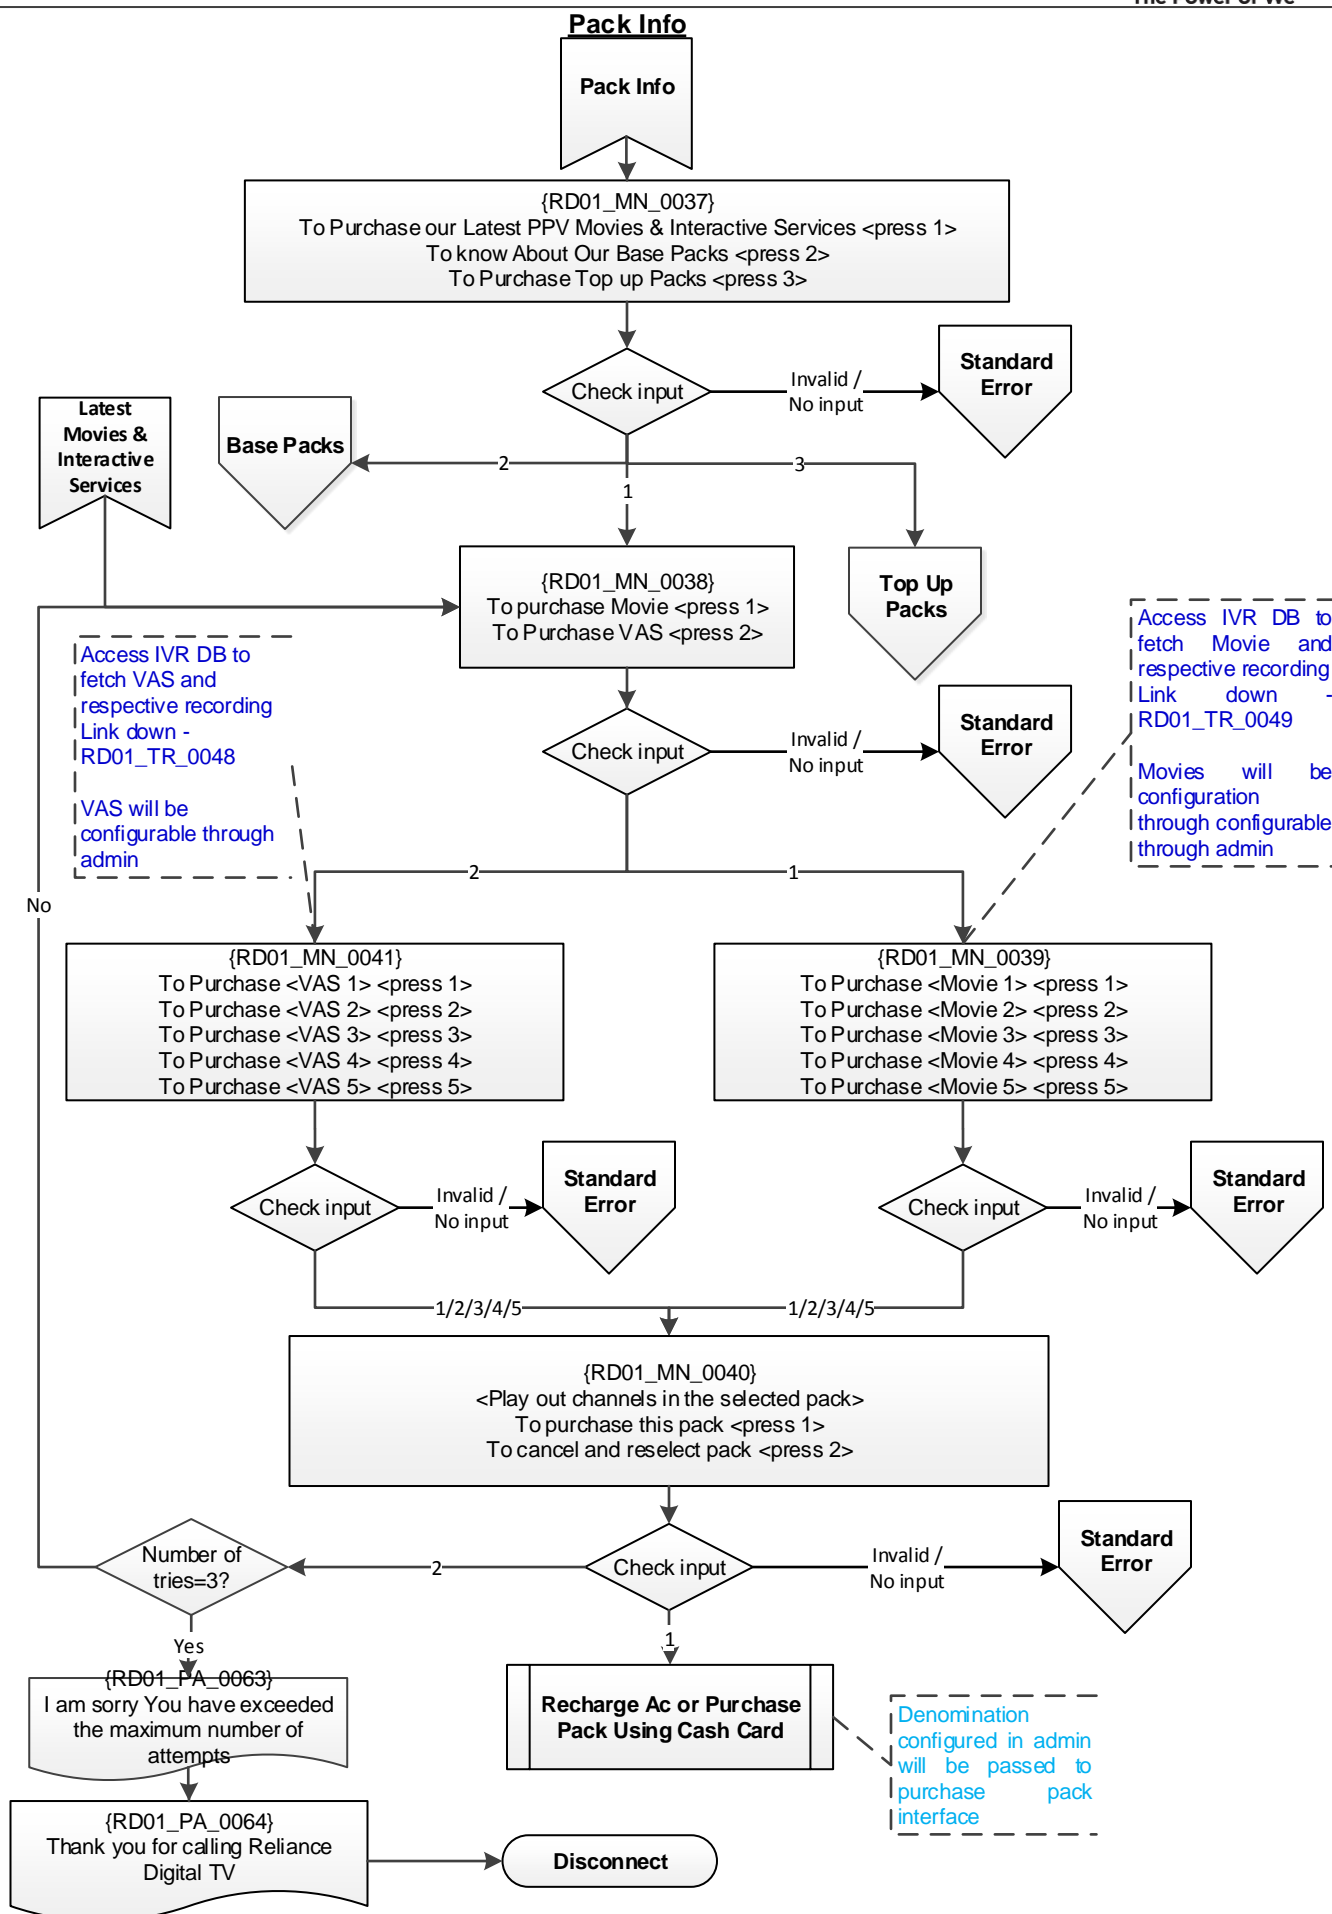 The Power of We
Pack Info
Pack Info
{RD01_MN_0037}
To Purchase our Latest PPV Movies & Interactive Services <press 1>
To know About Our Base Packs <press 2>
To Purchase Top up Packs <press 3>
Check input
Invalid /
No input
Standard
Error
Latest
Movies &
Interactive
Services
Base Packs
2
3
1
{RD01_MN_0038}
To purchase Movie <press 1>
To Purchase VAS <press 2>
Top Up
Packs
Access IVR DB to
fetch VAS and
respective recording
Link down -
RD01_TR_0048
VAS will be
configurable through
admin
Access IVR DB to
fetch Movie and
respective recording
Link down -
RD01_TR_0049
Movies will be
configuration
through configurable
through admin
Check input
Invalid /
No input
Standard
Error
2
1
No
{RD01_MN_0041}
To Purchase <VAS 1> <press 1>
To Purchase <VAS 2> <press 2>
To Purchase <VAS 3> <press 3>
To Purchase <VAS 4> <press 4>
To Purchase <VAS 5> <press 5>
{RD01_MN_0039}
To Purchase <Movie 1> <press 1>
To Purchase <Movie 2> <press 2>
To Purchase <Movie 3> <press 3>
To Purchase <Movie 4> <press 4>
To Purchase <Movie 5> <press 5>
Check input
Invalid /
No input
Standard
Error
Check input
Invalid /
No input
Standard
Error
1/2/3/4/5
1/2/3/4/5
{RD01_MN_0040}
<Play out channels in the selected pack>
To purchase this pack <press 1>
To cancel and reselect pack <press 2>
Number of
tries=3?
2
Check input
Invalid /
No input
Standard
Error
Yes
1
{RD01_PA_0063}
I am sorry You have exceeded
the maximum number of
attempts
Recharge Ac or Purchase
Pack Using Cash Card
Denomination
configured in admin
will be passed to
purchase pack
interface
{RD01_PA_0064}
Thank you for calling Reliance
Digital TV
Disconnect